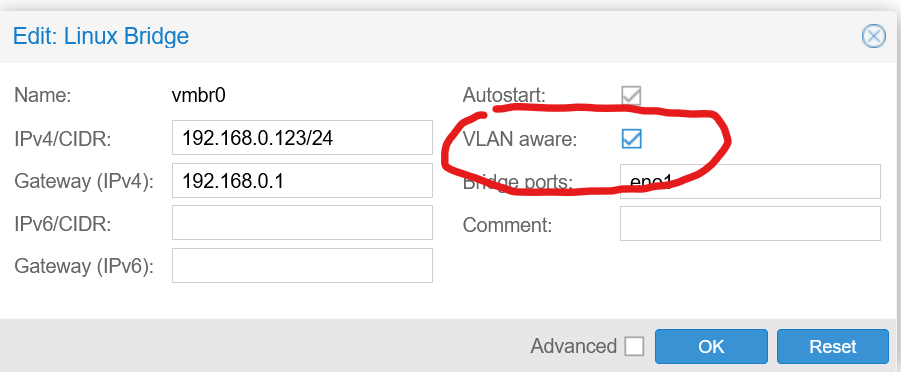 Edit: Linux Bridge
Name: vmbr0
IPv4/CIDR: 192.168.0.123/24
Gateway (IPv4): 192.168.0.1
IPv6/CIDR:
Gateway (IPv6):
Autostart:
VLAN aware:
Bridge ports: eno1
Comment:
Advanced OK Reset